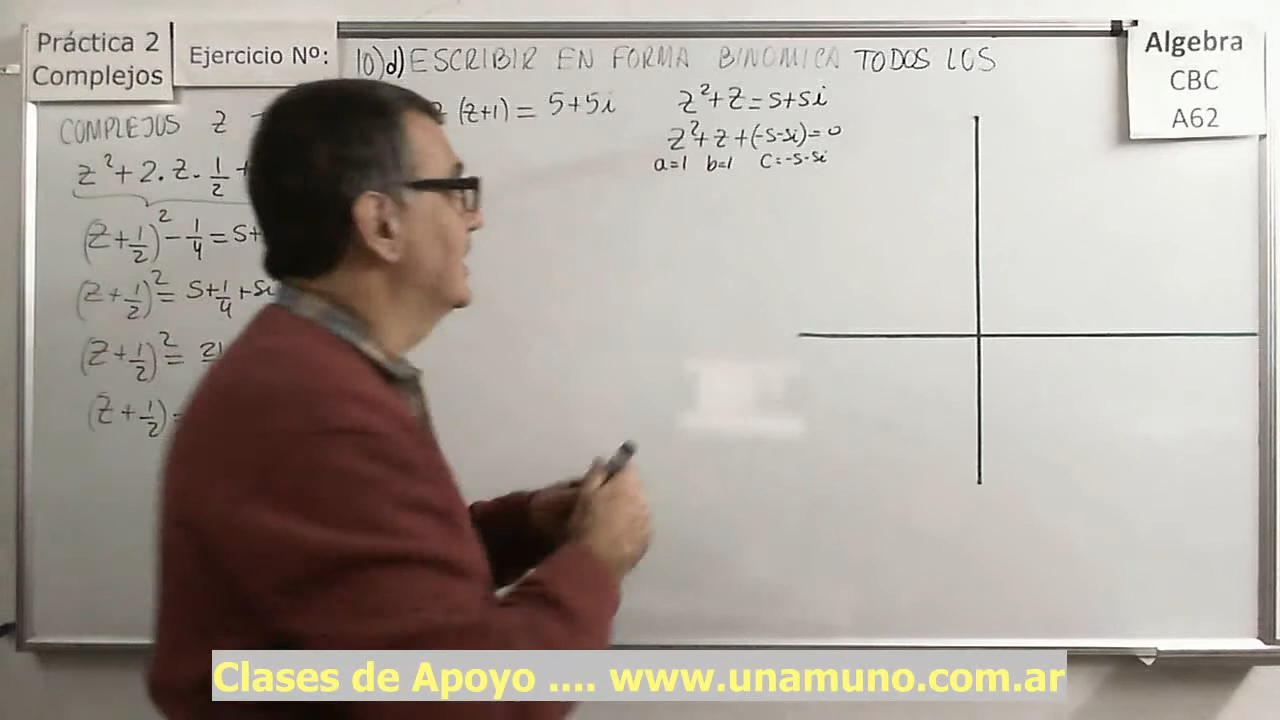 Práctica 2
Complejos
Ejercicio Nº:
10)d) ESCRIBIR EN FORMA BINOMICA TODOS LOS
COMPLEJOS z
(z+1) = 5+5i
z²+2.z.1/2+
(z+1/2)²-1/4=5+
(z+1/2)²=5+1/4+5i
(z+1/2)²= 21
(z+1/2)
z²+z=5+5i
z²+z+(-5-5i)=0
a=1 b=1 c=-5-5i
Algebra
CBC
A62
Clases de Apoyo .... www.unamuno.com.ar